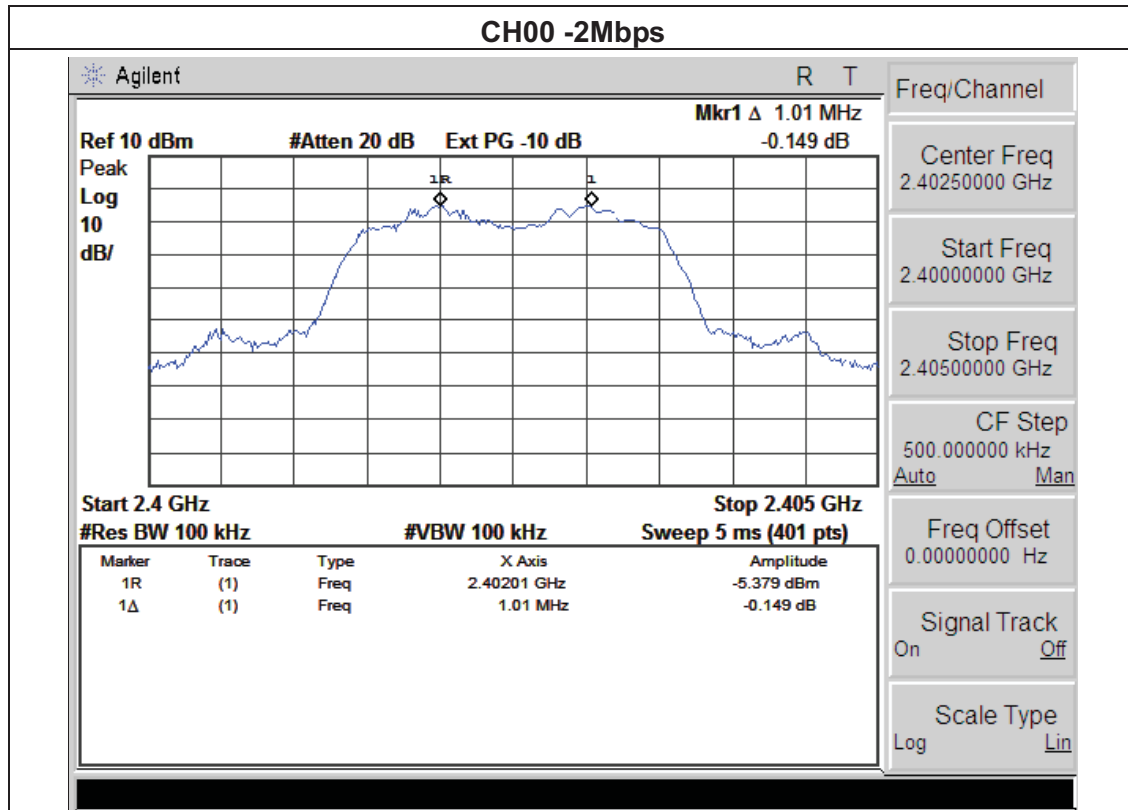 CH00 -2Mbps
Agilent R T
Mkr1 Δ 1.01 MHz
Ref 10 dBm #Atten 20 dB Ext PG -10 dB -0.149 dB
Peak
Log
10
dB/
1R 1
Start 2.4 GHz Stop 2.405 GHz
#Res BW 100 kHz #VBW 100 kHz Sweep 5 ms (401 pts)
Marker Trace Type X Axis Amplitude
1R (1) Freq 2.40201 GHz -5.379 dBm
1Δ (1) Freq 1.01 MHz -0.149 dB
Freq/Channel
Center Freq
2.40250000 GHz
Start Freq
2.40000000 GHz
Stop Freq
2.40500000 GHz
CF Step
500.000000 kHz
Auto Man
Freq Offset
0.00000000 Hz
Signal Track
On Off
Scale Type
Log Lin